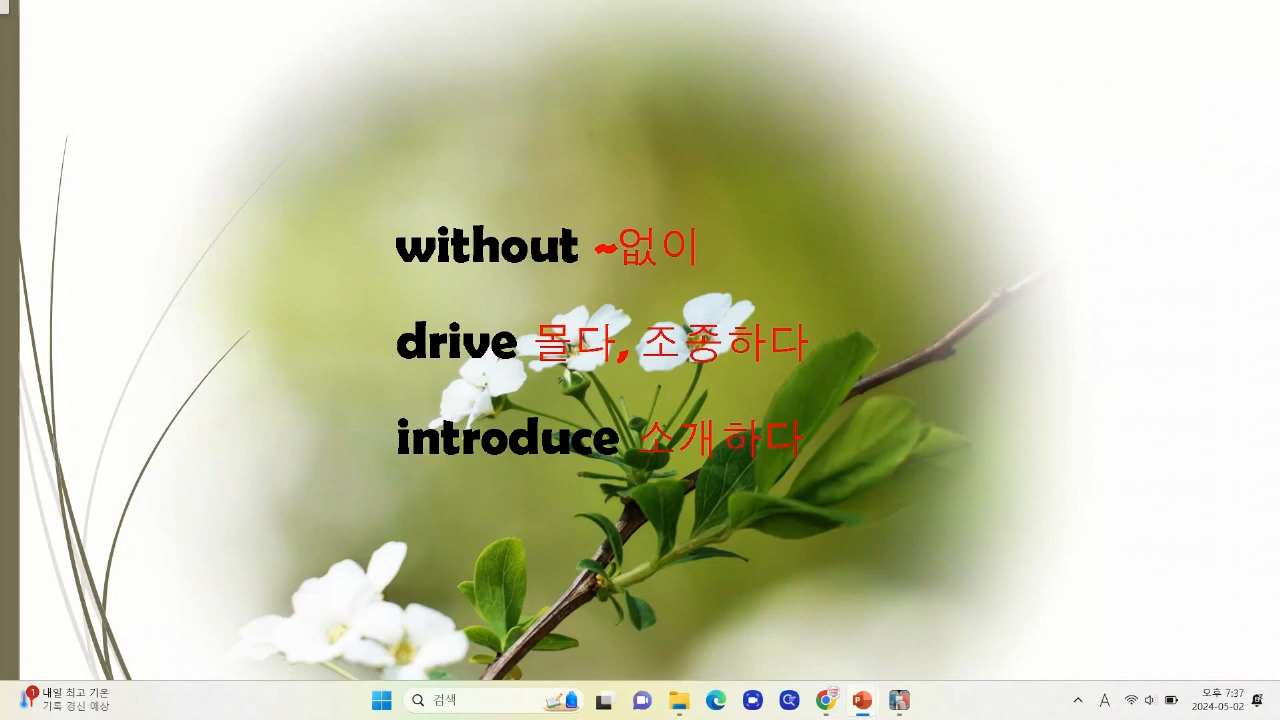 without ~없이
drive 몰다, 조종하다
introduce 소개하다
1
내일 최고 기온
기록 경신 예상
검색
A
오후 7:37
2024-05-02